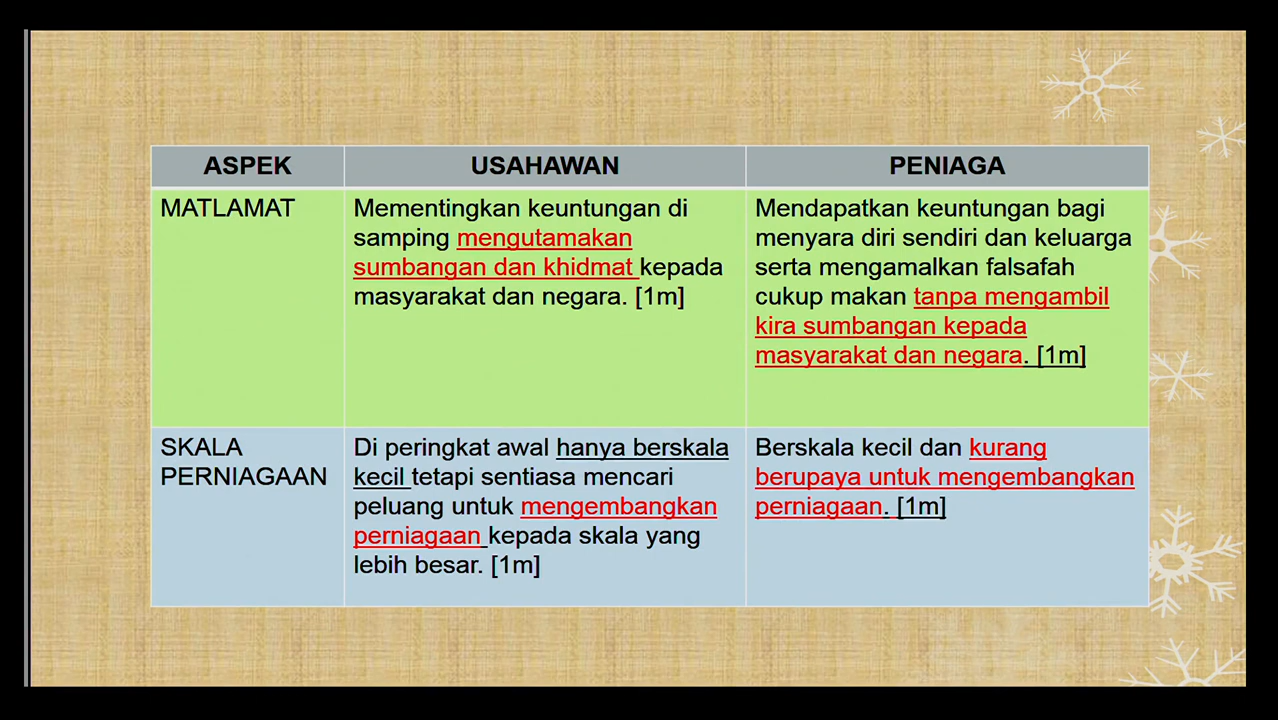 ASPEK
USAHAWAN
PENIAGA
MATLAMAT
Mementingkan keuntungan di
samping mengutamakan
sumbangan dan khidmat kepada
masyarakat dan negara. [1m]
Mendapatkan keuntungan bagi
menyara diri sendiri dan keluarga
serta mengamalkan falsafah
cukup makan tanpa mengambil
kira sumbangan kepada
masyarakat dan negara. [1m]
SKALA
PERNIAGAAN
Di peringkat awal hanya berskala
kecil tetapi sentiasa mencari
peluang untuk mengembangkan
perniagaan kepada skala yang
lebih besar. [1m]
Berskala kecil dan kurang
berupaya untuk mengembangkan
perniagaan. [1m]